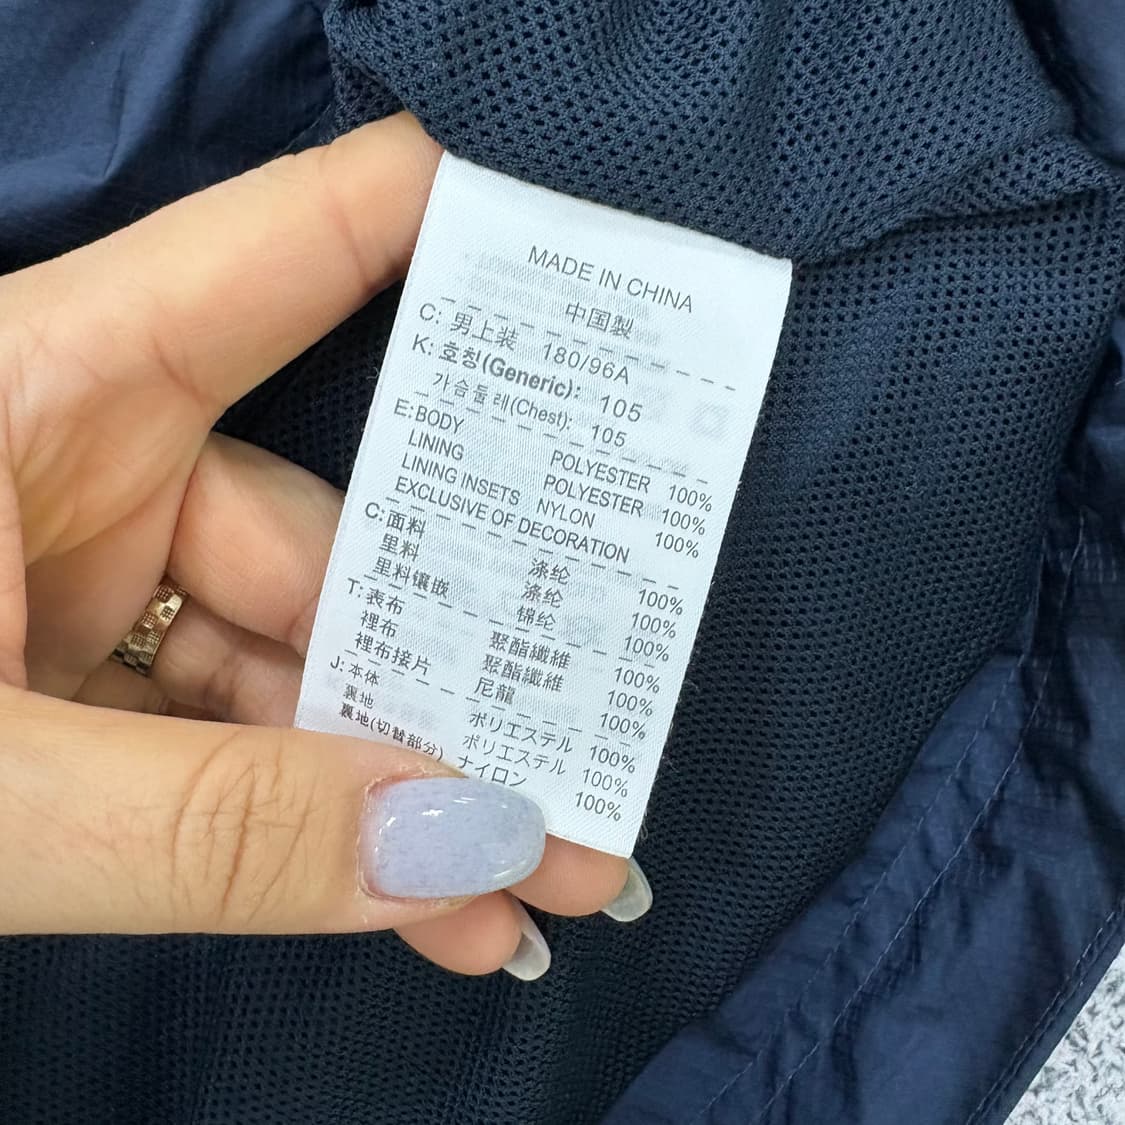 MADE IN CHINA
中国製
C: 男上装 180/96A
K: 호칭(Generic): 105
가슴둘레(Chest): 105
E: BODY POLYESTER 100%
LINING POLYESTER 100%
LINING INSETS NYLON 100%
EXCLUSIVE OF DECORATION
C: 面料 涤纶 100%
里料 涤纶 100%
里料镶嵌 锦纶 100%
T: 表布 聚酯纖維 100%
裡布 聚酯纖維 100%
裡布接片 尼龍 100%
J: 本体 ポリエステル 100%
裏地 ポリエステル 100%
裏地(切替部分) ナイロン 100%